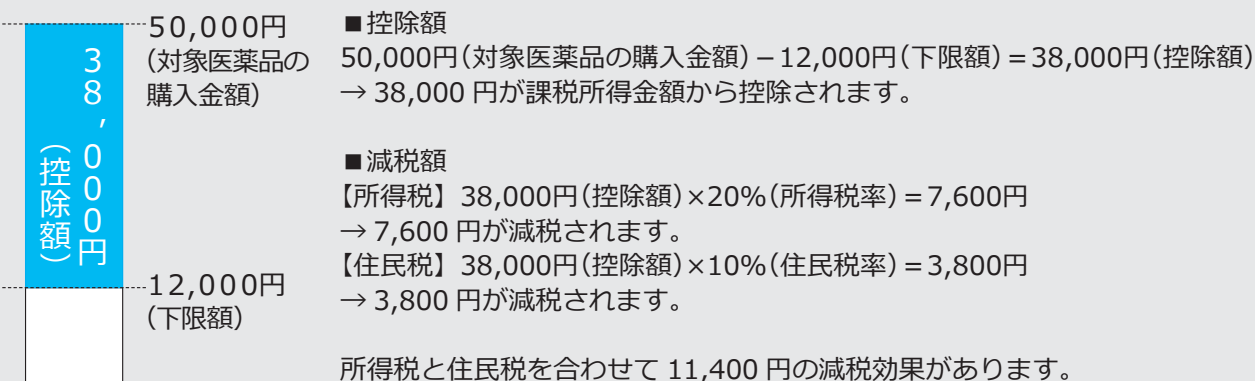 38,000円
(控除額)
50,000円
(対象医薬品の
購入金額)
12,000円
(下限額)
■控除額
50,000円(対象医薬品の購入金額)−12,000円(下限額)=38,000円(控除額)
→ 38,000 円が課税所得金額から控除されます。
■減税額
【所得税】38,000円(控除額)×20%(所得税率)=7,600円
→ 7,600 円が減税されます。
【住民税】38,000円(控除額)×10%(住民税率)=3,800円
→ 3,800 円が減税されます。
所得税と住民税を合わせて 11,400 円の減税効果があります。